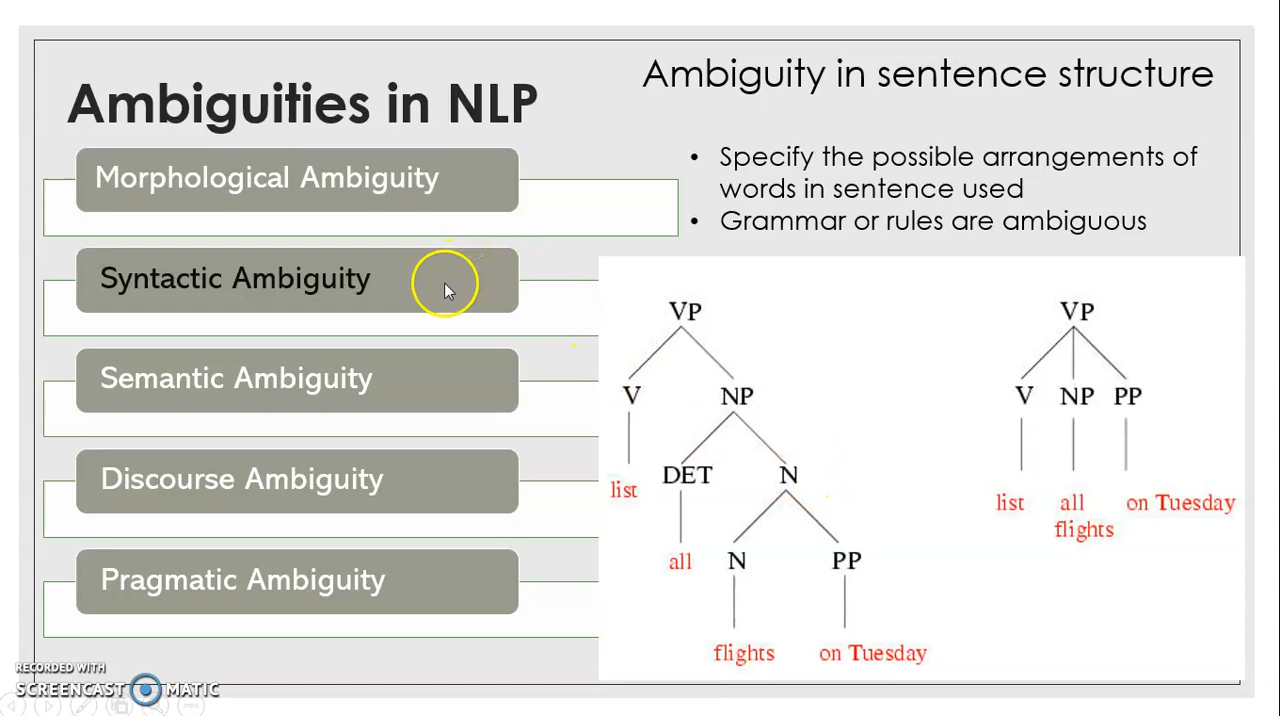 Ambiguities in NLP
Ambiguity in sentence structure
Morphological Ambiguity
Syntactic Ambiguity
Semantic Ambiguity
Discourse Ambiguity
Pragmatic Ambiguity
• Specify the possible arrangements of
words in sentence used
• Grammar or rules are ambiguous
VP
V NP
list
DET N
all
N PP
flights on Tuesday
VP
V NP PP
list all on Tuesday
flights
RECORDED WITH
SCREENCAST MATIC